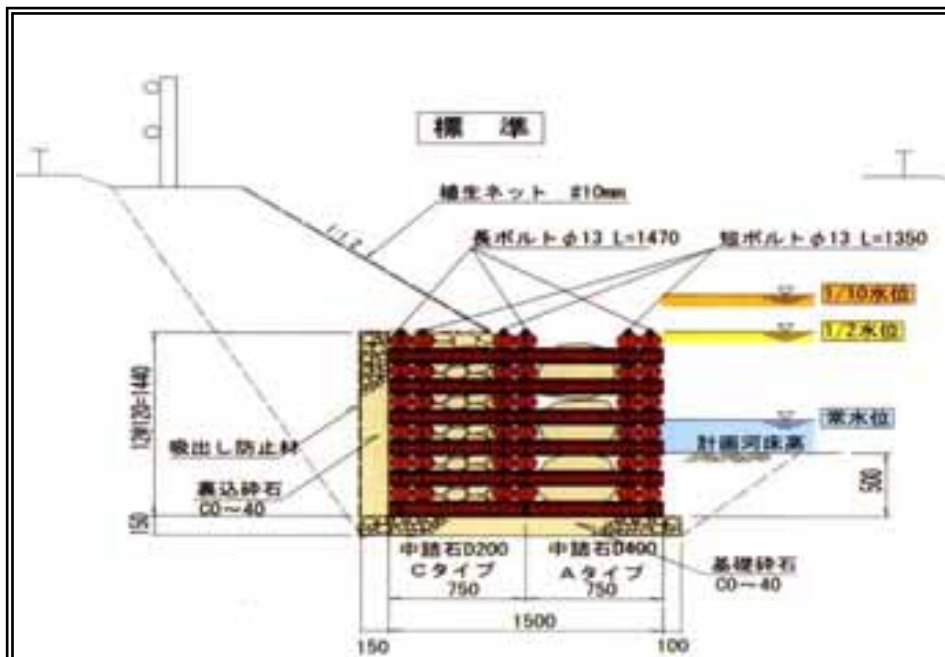 標 準
植生ネット #10mm
1:1.2
長ボルトφ13 L=1470
短ボルトφ13 L=1350
1/10水位
1/2水位
常水位
計画河床高
12@120=1440
吸出し防止材
裏込砕石
CO～40
150
500
中詰石D200
Cタイプ
750
中詰石D400
Aタイプ
750
基礎砕石
CO～40
1500
150
100